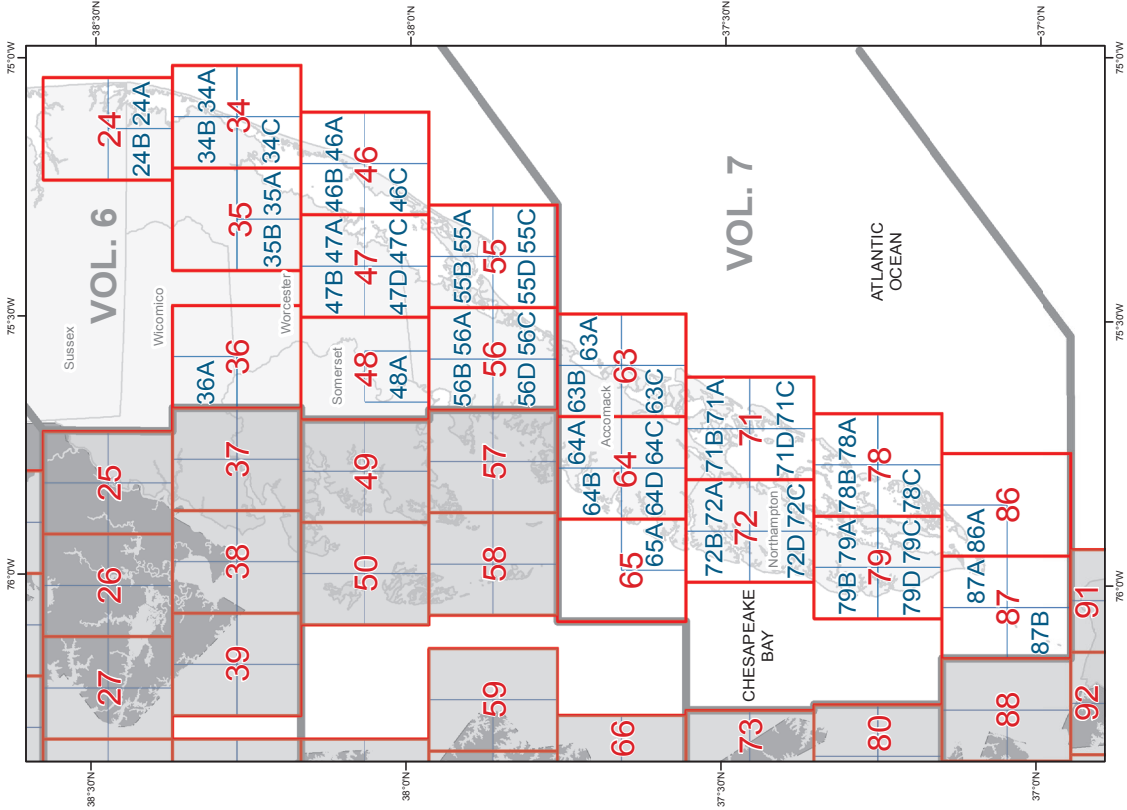 38°30'N
38°0'N
37°30'N
37°0'N
75°0'W
75°0'W
24
24B 24A
34B 34A
34
34C
35
35B 35A
46B 46A
46
46C
47B 47A
47
47D 47C
VOL. 6
Sussex
Wicomico
Worcester
Somerset
36A
36
48
48A
55B 55A
55
55D 55C
56B 56A
56
56D 56C
VOL. 7
ATLANTIC
OCEAN
75°30'W
75°30'W
63A
63B
63
63C
Accomack
64A
64B
64
64D 64C
65
65A
71B 71A
71
71D 71C
72B 72A
72
Northampton
72D 72C
78B 78A
78
78C
79B 79A
79
79D 79C
86
86A
87A
87
87B
25
26
27
37
38
39
49
50
57
58
59
66
73
80
88
91
92
CHESAPEAKE
BAY
76°0'W
76°0'W
38°30'N
38°0'N
37°30'N
37°0'N